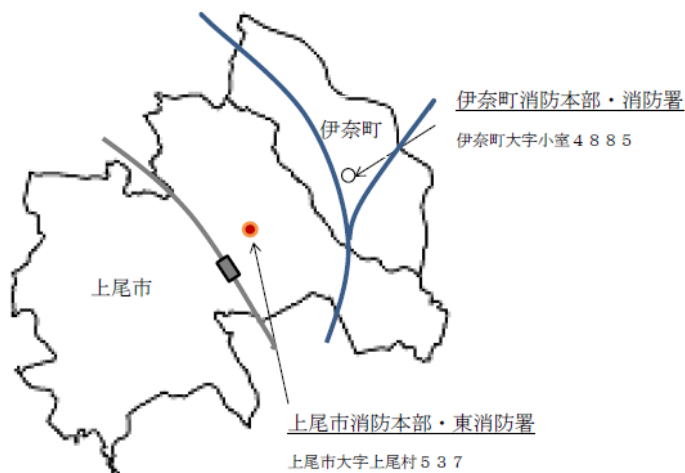 伊奈町消防本部・消防署
伊奈町
伊奈町大字小室４８８５
上尾市
上尾市消防本部・東消防署
上尾市大字上尾村５３７